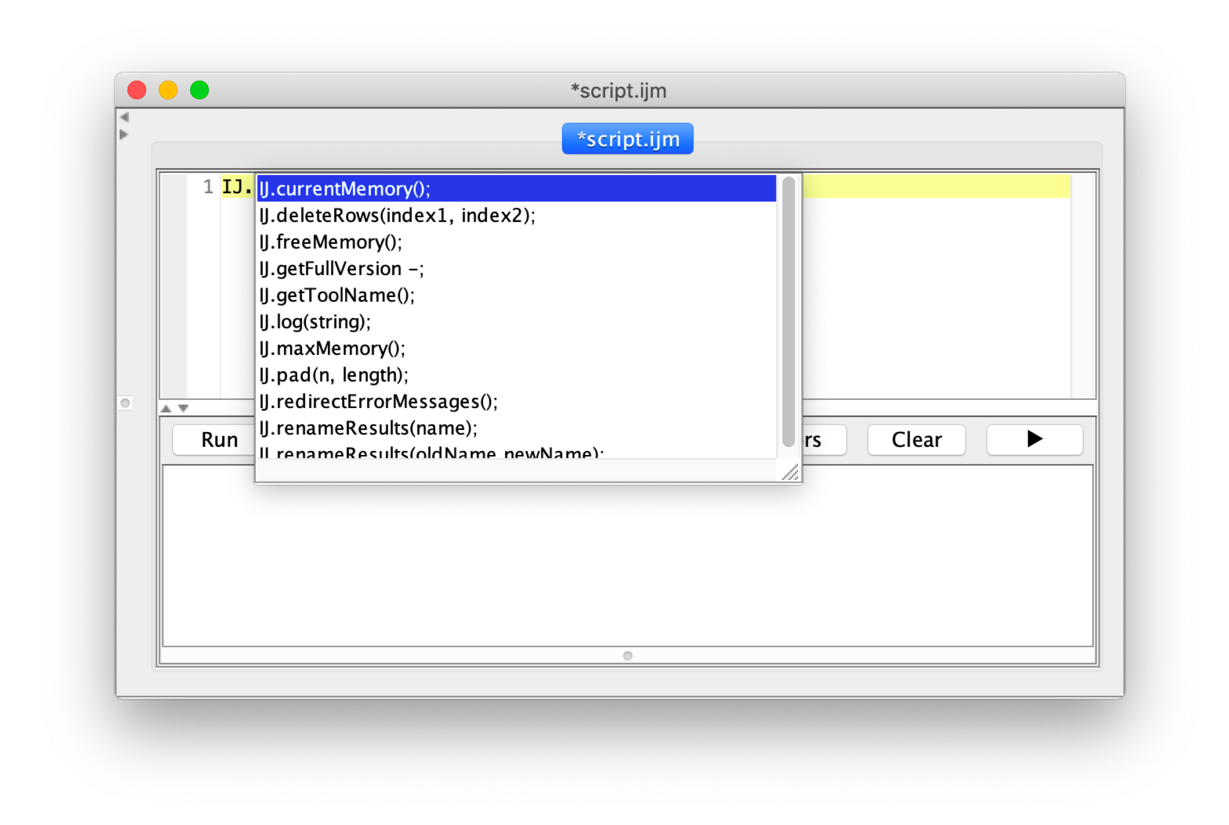 *script.ijm
*script.ijm
1 IJ.
IJ.currentMemory();
IJ.deleteRows(index1, index2);
IJ.freeMemory();
IJ.getFullVersion –;
IJ.getToolName();
IJ.log(string);
IJ.maxMemory();
IJ.pad(n, length);
IJ.redirectErrorMessages();
IJ.renameResults(name);
IJ.renameResults(oldName,newName);
Run rs Clear